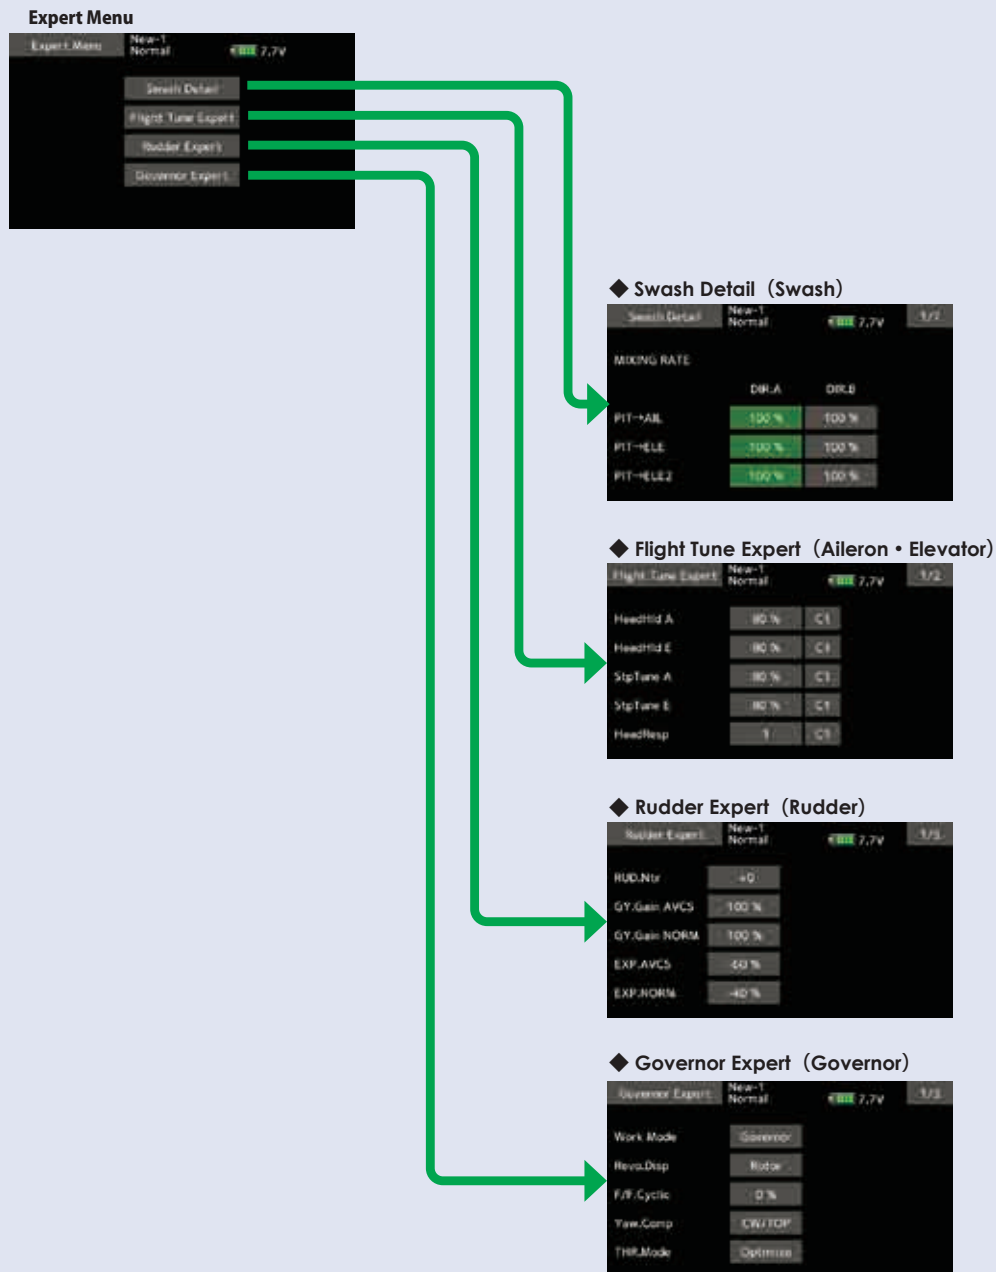 Expert Menu
Expert Menu
New-1
Normal
7.7V
Swash Detail
Flight Tune Expert
Rudder Expert
Governor Expert
◆ Swash Detail（Swash）
Swash Detail
New-1
Normal
7.7V
MIXING RATE
DIR.A DIR.B
PIT→AIL 100 % 100 %
PIT→ELE 100 % 100 %
PIT→ELE2 100 % 100 %
◆ Flight Tune Expert（Aileron・Elevator）
Flight Tune Expert
New-1
Normal
7.7V 1/2
HeadHld A 80 % C1
HeadHld E 80 % C1
StpTune A 80 % C1
StpTune E 80 % C1
HeadResp 1 C1
◆ Rudder Expert（Rudder）
Rudder Expert
New-1
Normal
7.7V
RUD.Ntr +0
GY.Gain AVCS 100 %
GY.Gain NORM 100 %
EXP.AVCS
EXP.NORM -40 %
◆ Governor Expert（Governor）
Governor Expert
New-1
Normal
7.7V
Work Mode Governor
Revo.Disp Rotor
F/F.Cyclic 0 %
Yaw.Comp CW/TOP
THR.Mode Optimize